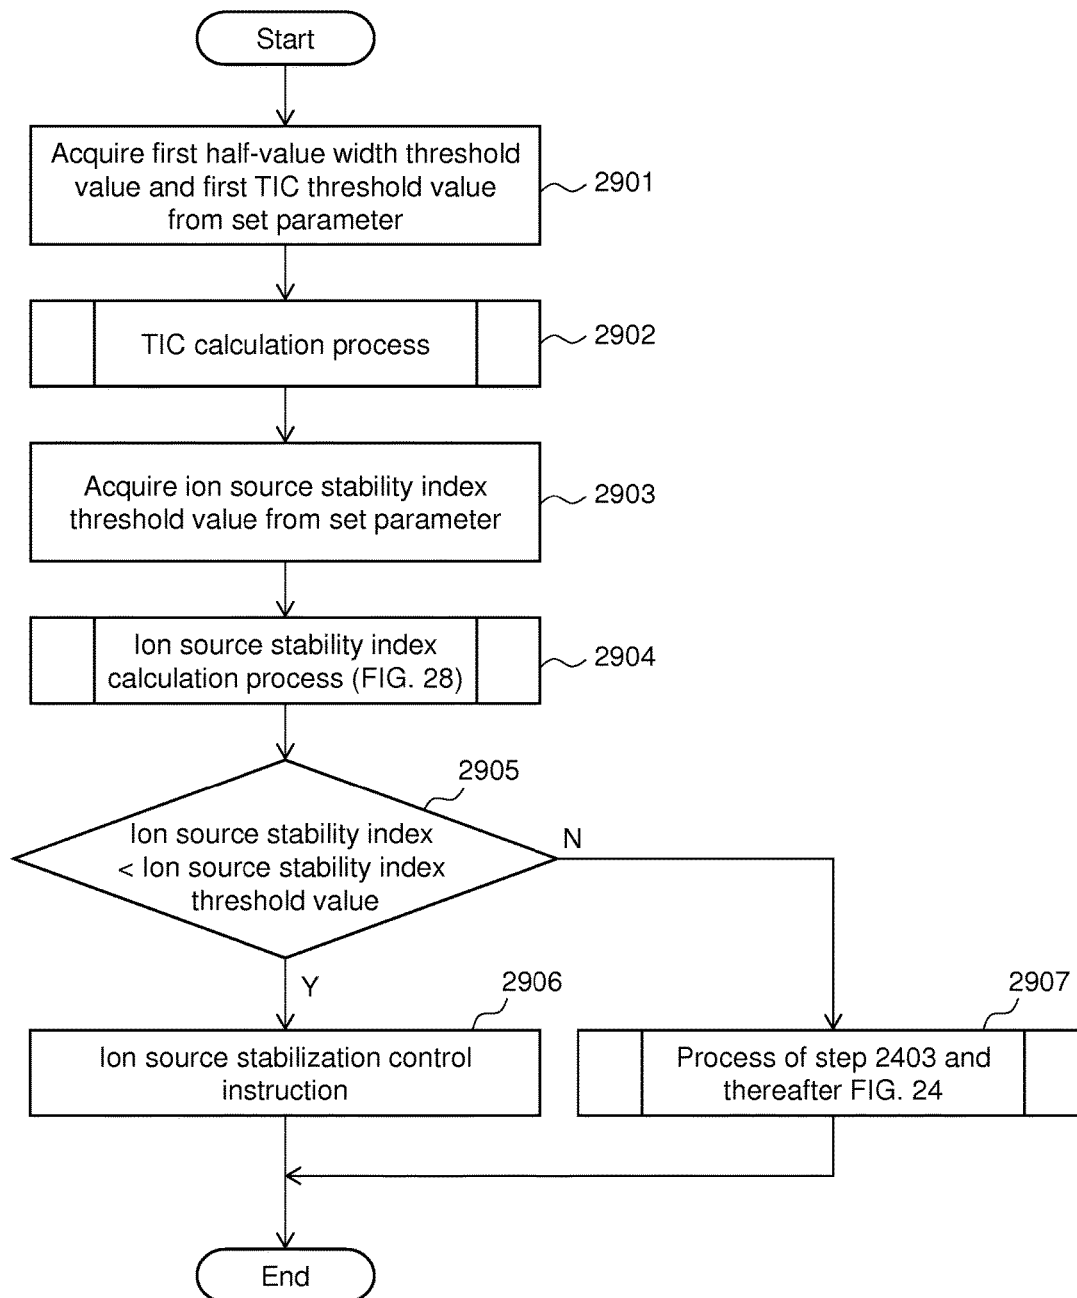 Start
Acquire first half-value width threshold
value and first TIC threshold value
from set parameter
2901
TIC calculation process
2902
Acquire ion source stability index
threshold value from set parameter
2903
Ion source stability index
calculation process (FIG. 28)
2904
2905
Ion source stability index
< Ion source stability index
threshold value
N
Y
2906
Ion source stabilization control
instruction
2907
Process of step 2403 and
thereafter FIG. 24
End